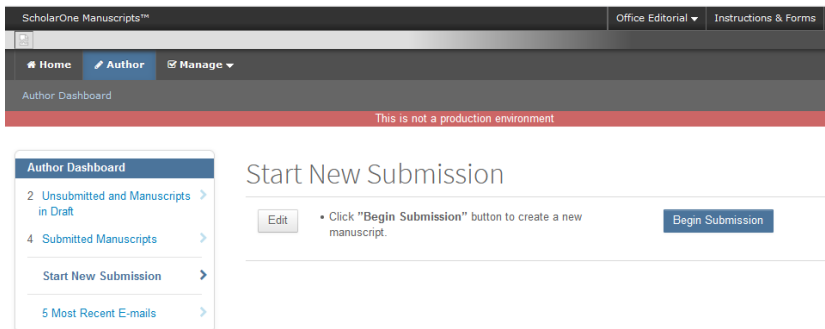 ScholarOne Manuscripts™
Office Editorial Instructions & Forms
Home Author Manage
Author Dashboard
This is not a production environment
Author Dashboard
2 Unsubmitted and Manuscripts
in Draft
4 Submitted Manuscripts
Start New Submission
5 Most Recent E-mails
Start New Submission
Edit
• Click "Begin Submission" button to create a new
manuscript.
Begin Submission